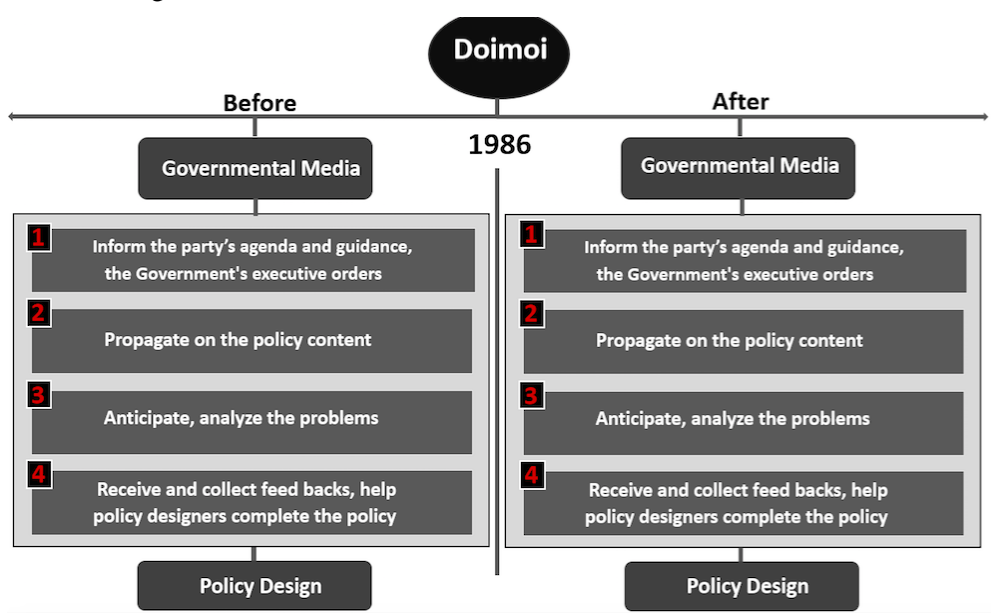 Doimoi
Before
After
1986
Governmental Media
1
Inform the party's agenda and guidance,
the Government's executive orders
2
Propagate on the policy content
3
Anticipate, analyze the problems
4
Receive and collect feed backs, help
policy designers complete the policy
Policy Design
Governmental Media
1
Inform the party's agenda and guidance,
the Government's executive orders
2
Propagate on the policy content
3
Anticipate, analyze the problems
4
Receive and collect feed backs, help
policy designers complete the policy
Policy Design